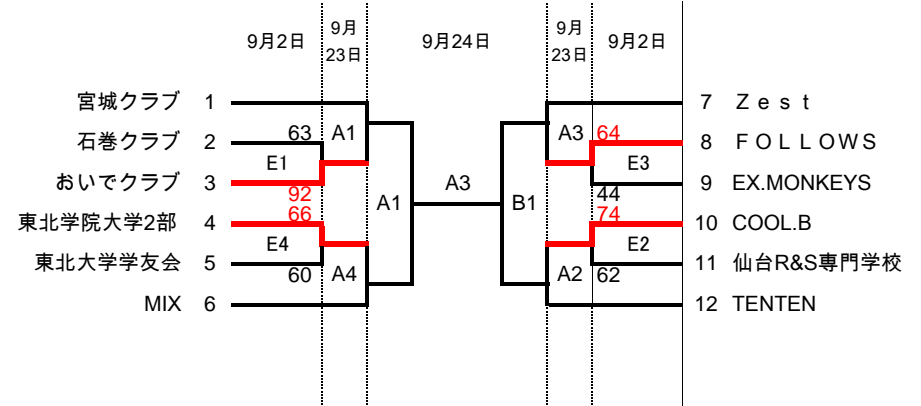 9月2日 9月23日 9月24日 9月23日 9月2日
宮城クラブ 1 7 Ｚｅｓｔ
A1 A3
石巻クラブ 2 63 64 8 ＦＯＬＬＯＷＳ
E1 E3
おいでクラブ 3 92 44 9 EX.MONKEYS
A1 A3 B1
東北学院大学2部 4 66 74 10 COOL.B
E4 E2
東北大学学友会 5 60 62 11 仙台R&S専門学校
A4 A2
MIX 6 12 TENTEN